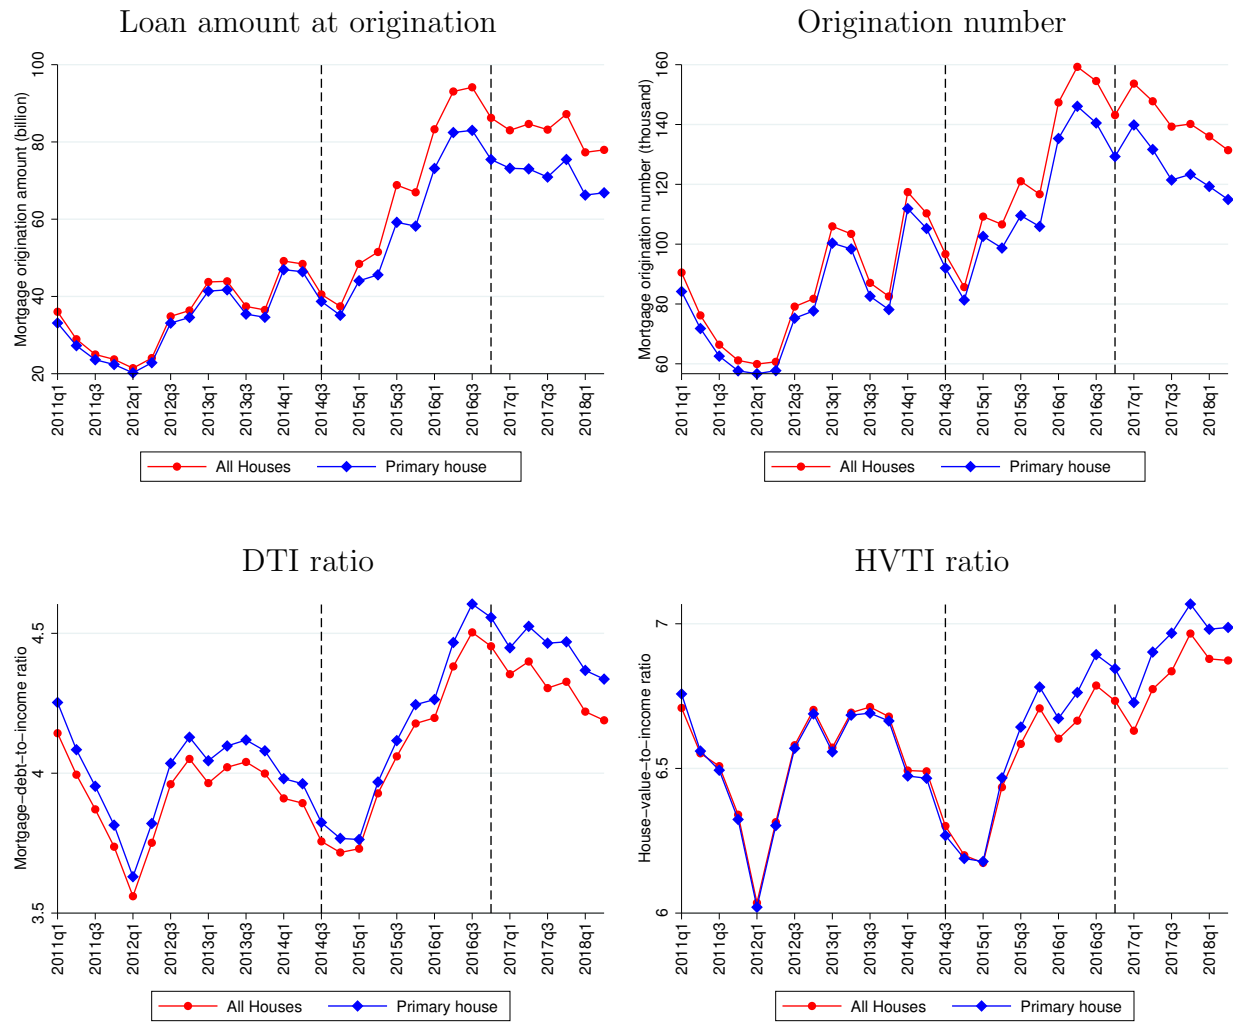 Loan amount at origination
Mortgage origination amount (billion)
100
80
60
40
20
2011q1 2011q3 2012q1 2012q3 2013q1 2013q3 2014q1 2014q3 2015q1 2015q3 2016q1 2016q3 2017q1 2017q3 2018q1
All Houses Primary house
Origination number
Mortgage origination number (thousand)
160
140
120
100
80
60
2011q1 2011q3 2012q1 2012q3 2013q1 2013q3 2014q1 2014q3 2015q1 2015q3 2016q1 2016q3 2017q1 2017q3 2018q1
All Houses Primary house
DTI ratio
Mortgage−debt−to−income ratio
4.5
4
3.5
2011q1 2011q3 2012q1 2012q3 2013q1 2013q3 2014q1 2014q3 2015q1 2015q3 2016q1 2016q3 2017q1 2017q3 2018q1
All Houses Primary house
HVTI ratio
House−value−to−income ratio
7
6.5
6
2011q1 2011q3 2012q1 2012q3 2013q1 2013q3 2014q1 2014q3 2015q1 2015q3 2016q1 2016q3 2017q1 2017q3 2018q1
All Houses Primary house